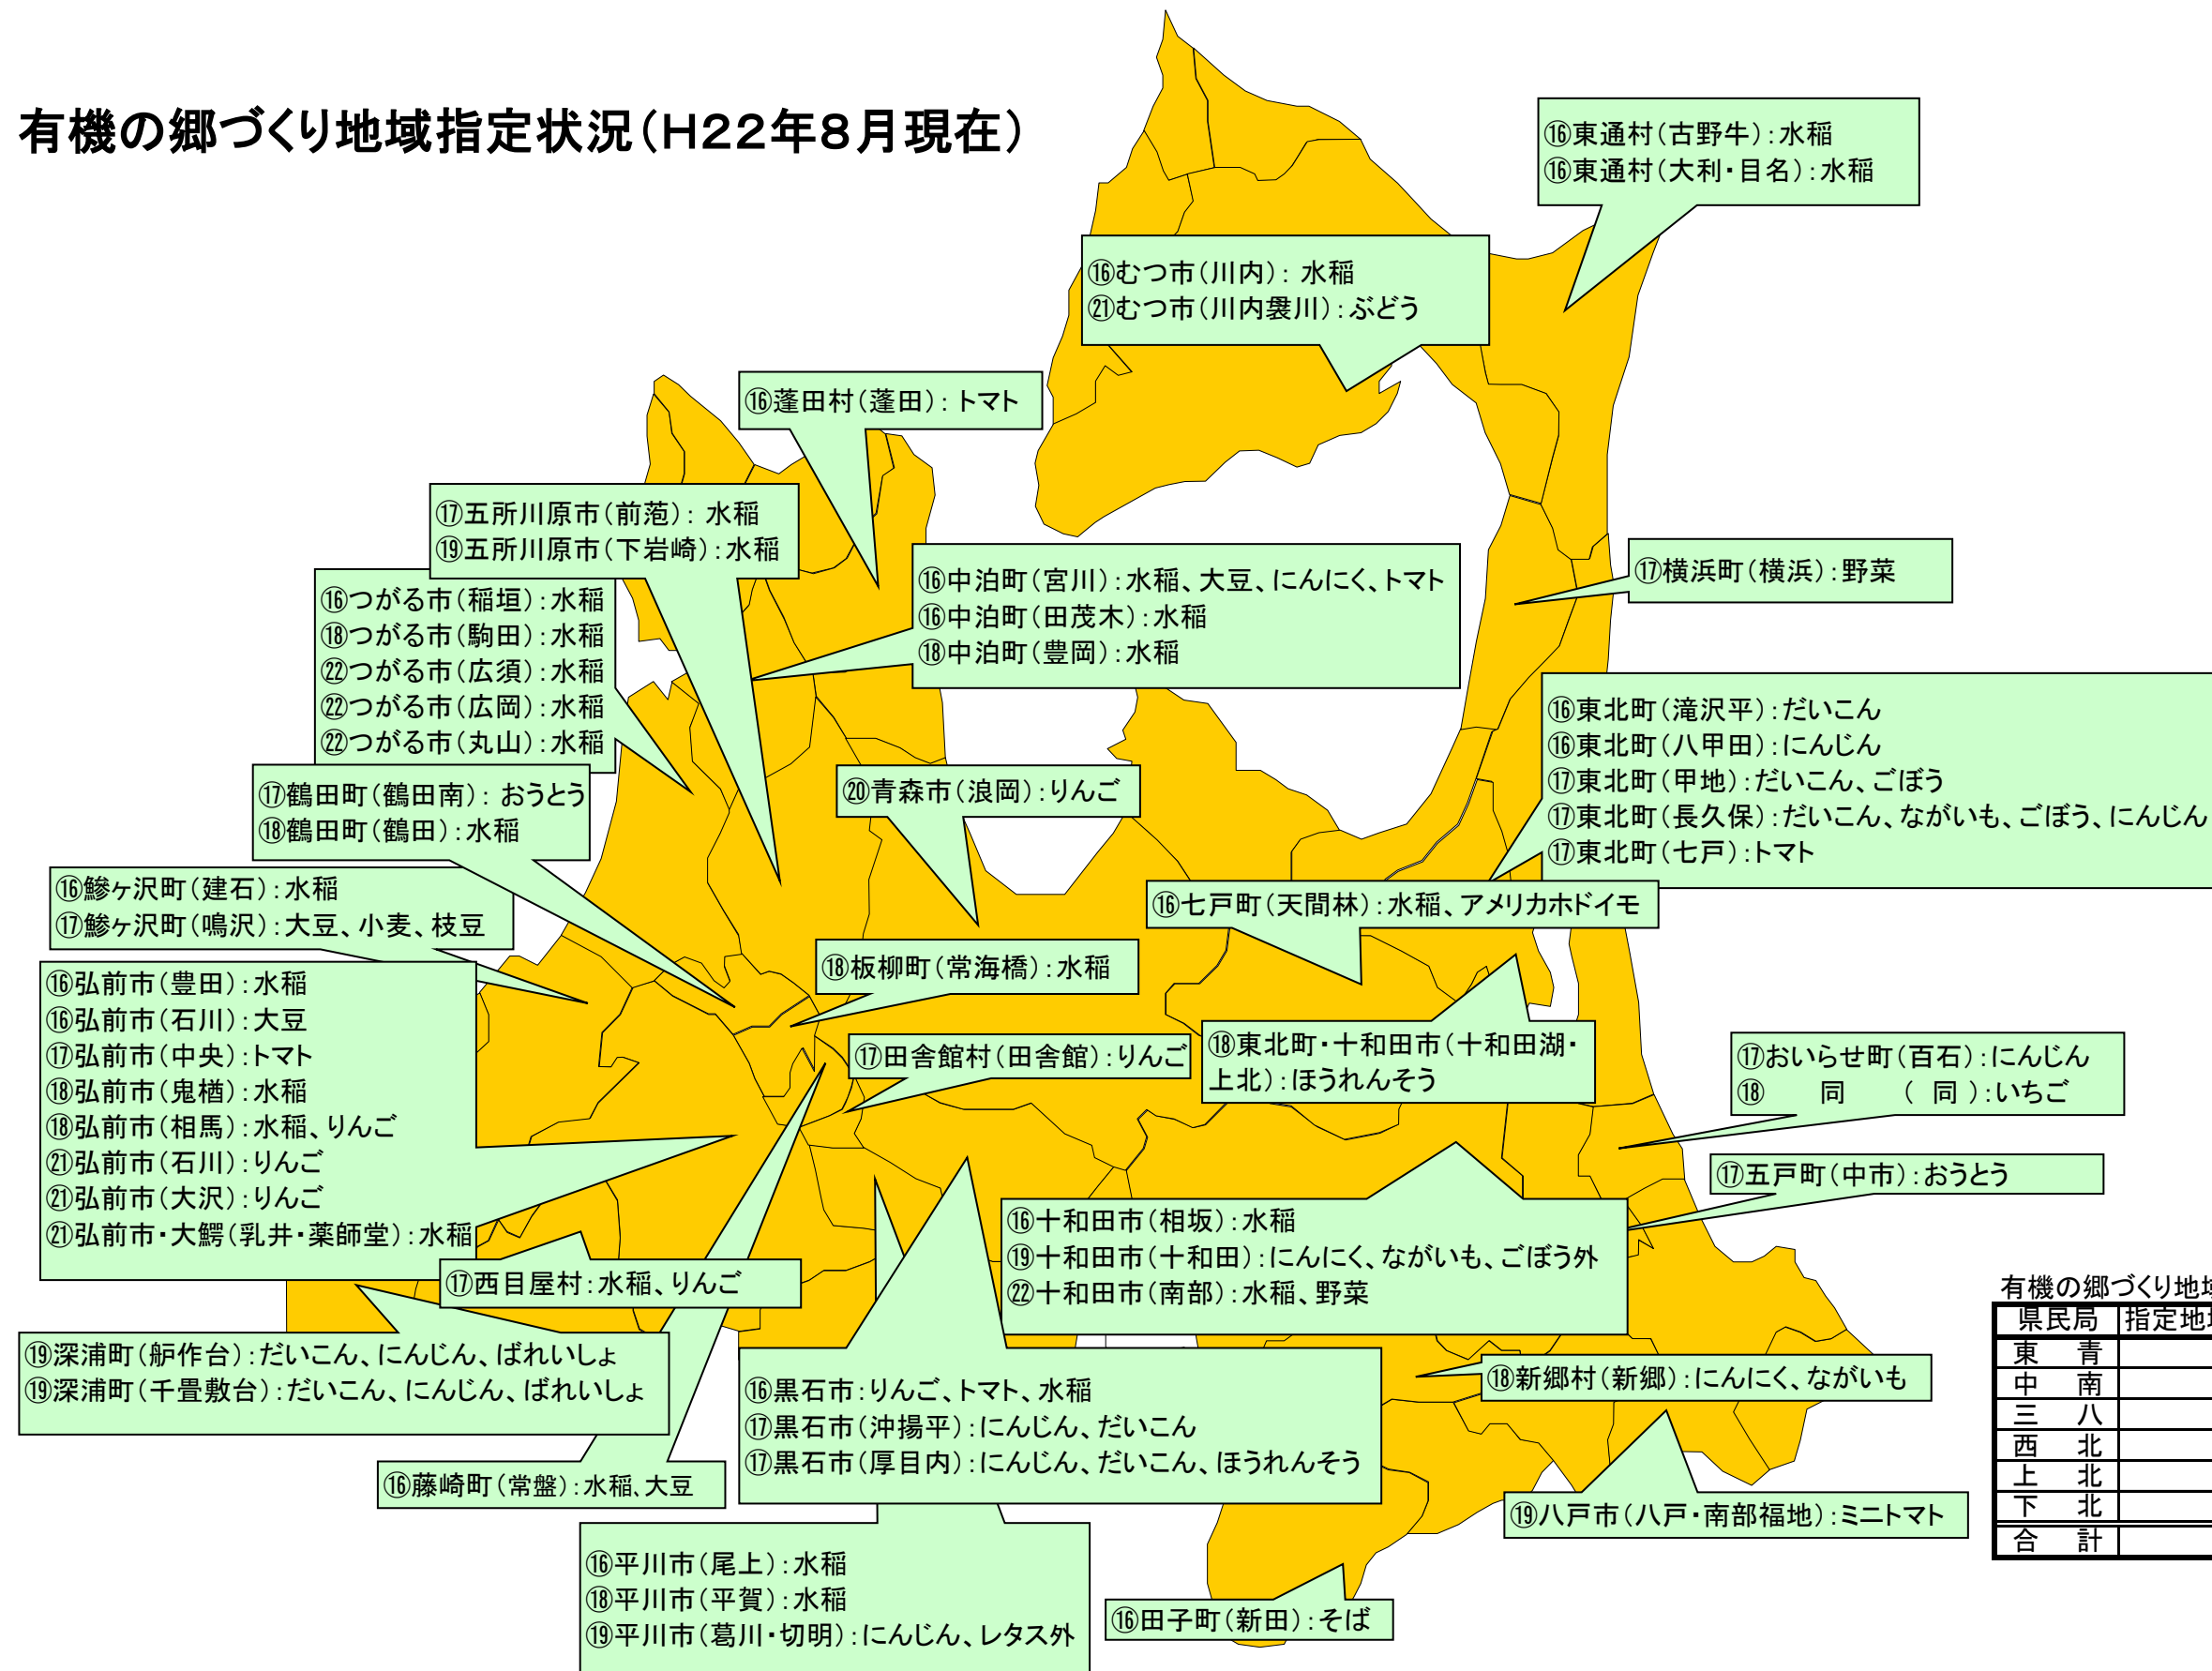 有機の郷づくり地域指定状況（H22年8月現在）
⑯東通村（古野牛）：水稲
⑯東通村（大利・目名）：水稲
⑯むつ市（川内）： 水稲
㉑むつ市（川内袰川）：ぶどう
⑯蓬田村（蓬田）：トマト
⑰五所川原市（前萢）： 水稲
⑲五所川原市（下岩崎）：水稲
⑯中泊町（宮川）：水稲、大豆、にんにく、トマト
⑯中泊町（田茂木）：水稲
⑱中泊町（豊岡）：水稲
⑰横浜町（横浜）：野菜
⑯つがる市（稲垣）：水稲
⑱つがる市（駒田）：水稲
㉒つがる市（広須）：水稲
㉒つがる市（広岡）：水稲
㉒つがる市（丸山）：水稲
⑯東北町（滝沢平）：だいこん
⑯東北町（八甲田）：にんじん
⑰東北町（甲地）：だいこん、ごぼう
⑰東北町（長久保）：だいこん、ながいも、ごぼう、にんじん
⑰東北町（七戸）：トマト
⑰鶴田町（鶴田南）： おうとう
⑱鶴田町（鶴田）：水稲
⑳青森市（浪岡）：りんご
⑯鰺ヶ沢町（建石）：水稲
⑰鰺ヶ沢町（鳴沢）：大豆、小麦、枝豆
⑯七戸町（天間林）：水稲、アメリカホドイモ
⑱板柳町（常海橋）：水稲
⑯弘前市（豊田）：水稲
⑯弘前市（石川）：大豆
⑰弘前市（中央）：トマト
⑱弘前市（鬼楢）：水稲
⑱弘前市（相馬）：水稲、りんご
㉑弘前市（石川）：りんご
㉑弘前市（大沢）：りんご
㉑弘前市・大鰐（乳井・薬師堂）：水稲
⑰田舎館村（田舎館）：りんご
⑱東北町・十和田市（十和田湖・
上北）：ほうれんそう
⑰おいらせ町（百石）：にんじん
⑱　　同　　（ 同 ）：いちご
⑰五戸町（中市）：おうとう
⑯十和田市（相坂）：水稲
⑲十和田市（十和田）：にんにく、ながいも、ごぼう外
㉒十和田市（南部）：水稲、野菜
⑰西目屋村：水稲、りんご
⑲深浦町（舮作台）：だいこん、にんじん、ばれいしょ
⑲深浦町（千畳敷台）：だいこん、にんじん、ばれいしょ
⑯黒石市：りんご、トマト、水稲
⑰黒石市（沖揚平）：にんじん、だいこん
⑰黒石市（厚目内）：にんじん、だいこん、ほうれんそう
⑱新郷村（新郷）：にんにく、ながいも
⑯藤崎町（常盤）：水稲、大豆
⑲八戸市（八戸・南部福地）：ミニトマト
⑯平川市（尾上）：水稲
⑱平川市（平賀）：水稲
⑲平川市（葛川・切明）：にんじん、レタス外
⑯田子町（新田）：そば
有機の郷づくり地域
県民局 指定地域
東　青
中　南
三　八
西　北
上　北
下　北
合　計